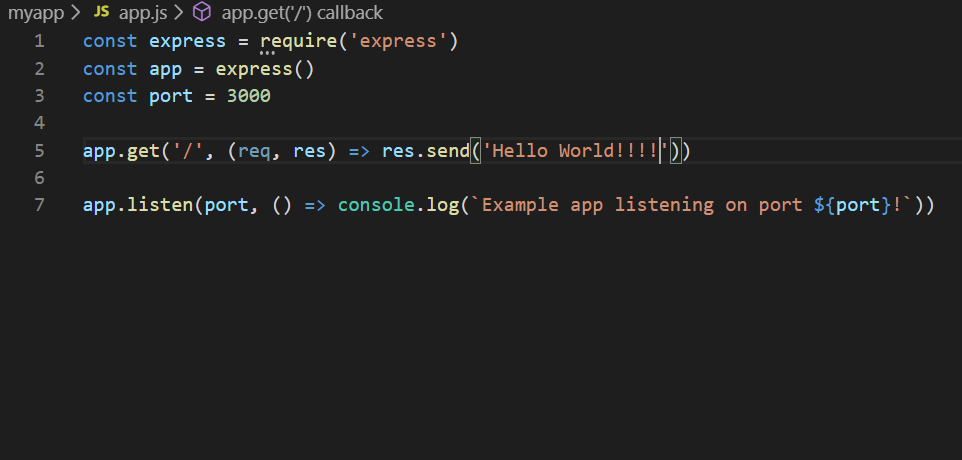 myapp > JS app.js > app.get('/') callback
1 const express = require('express')
2 const app = express()
3 const port = 3000
4
5 app.get('/', (req, res) => res.send('Hello World!!!!'))
6
7 app.listen(port, () => console.log(`Example app listening on port ${port}!`))